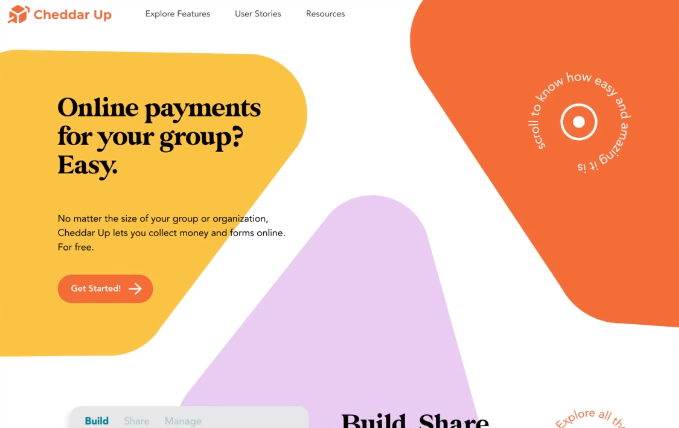 Cheddar Up
Explore Features
User Stories
Resources
Online payments
for your group?
Easy.
scroll to know how easy and amazing it is
No matter the size of your group or organization,
Cheddar Up lets you collect money and forms online.
For free.
Get Started!
Build
Share
Manage
Build. Share
Explore all the